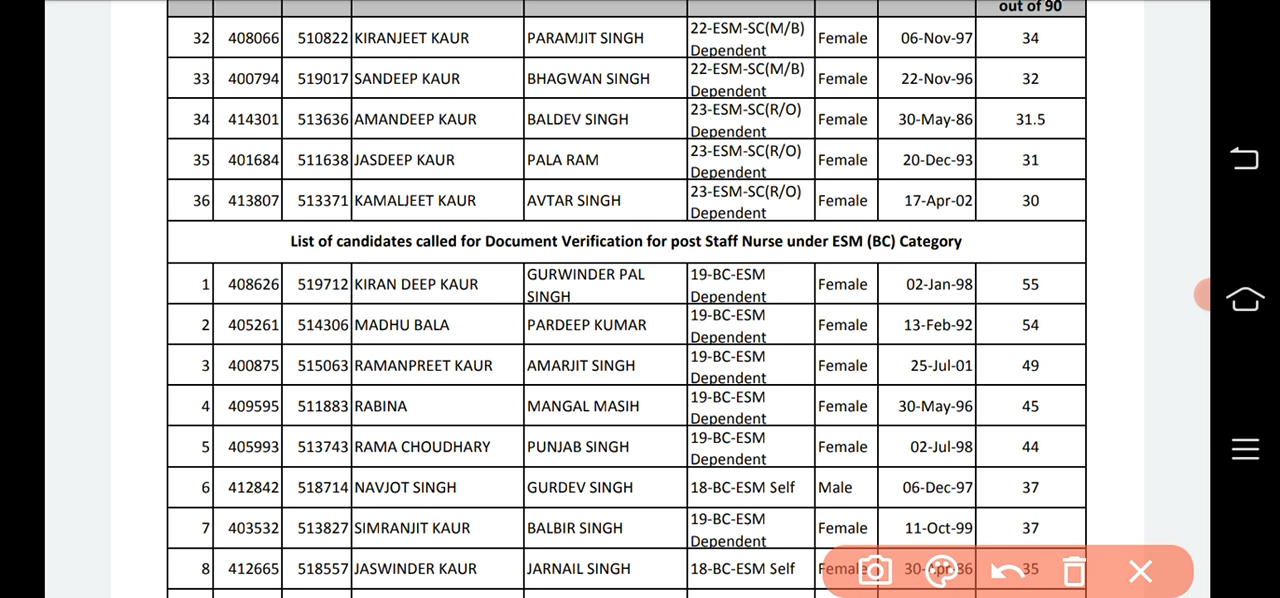 out of 90
32 408066 510822 KIRANJEET KAUR PARAMJIT SINGH 22-ESM-SC(M/B) Dependent Female 06-Nov-97 34
33 400794 519017 SANDEEP KAUR BHAGWAN SINGH 22-ESM-SC(M/B) Dependent Female 22-Nov-96 32
34 414301 513636 AMANDEEP KAUR BALDEV SINGH 23-ESM-SC(R/O) Dependent Female 30-May-86 31.5
35 401684 511638 JASDEEP KAUR PALA RAM 23-ESM-SC(R/O) Dependent Female 20-Dec-93 31
36 413807 513371 KAMALJEET KAUR AVTAR SINGH 23-ESM-SC(R/O) Dependent Female 17-Apr-02 30
List of candidates called for Document Verification for post Staff Nurse under ESM (BC) Category
1 408626 519712 KIRAN DEEP KAUR GURWINDER PAL SINGH 19-BC-ESM Dependent Female 02-Jan-98 55
2 405261 514306 MADHU BALA PARDEEP KUMAR 19-BC-ESM Dependent Female 13-Feb-92 54
3 400875 515063 RAMANPREET KAUR AMARJIT SINGH 19-BC-ESM Dependent Female 25-Jul-01 49
4 409595 511883 RABINA MANGAL MASIH 19-BC-ESM Dependent Female 30-May-96 45
5 405993 513743 RAMA CHOUDHARY PUNJAB SINGH 19-BC-ESM Dependent Female 02-Jul-98 44
6 412842 518714 NAVJOT SINGH GURDEV SINGH 18-BC-ESM Self Male 06-Dec-97 37
7 403532 513827 SIMRANJIT KAUR BALBIR SINGH 19-BC-ESM Dependent Female 11-Oct-99 37
8 412665 518557 JASWINDER KAUR JARNAIL SINGH 18-BC-ESM Self Female 30-Apr-86 35